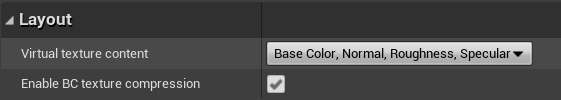 Layout
Virtual texture content Base Color, Normal, Roughness, Specular
Enable BC texture compression